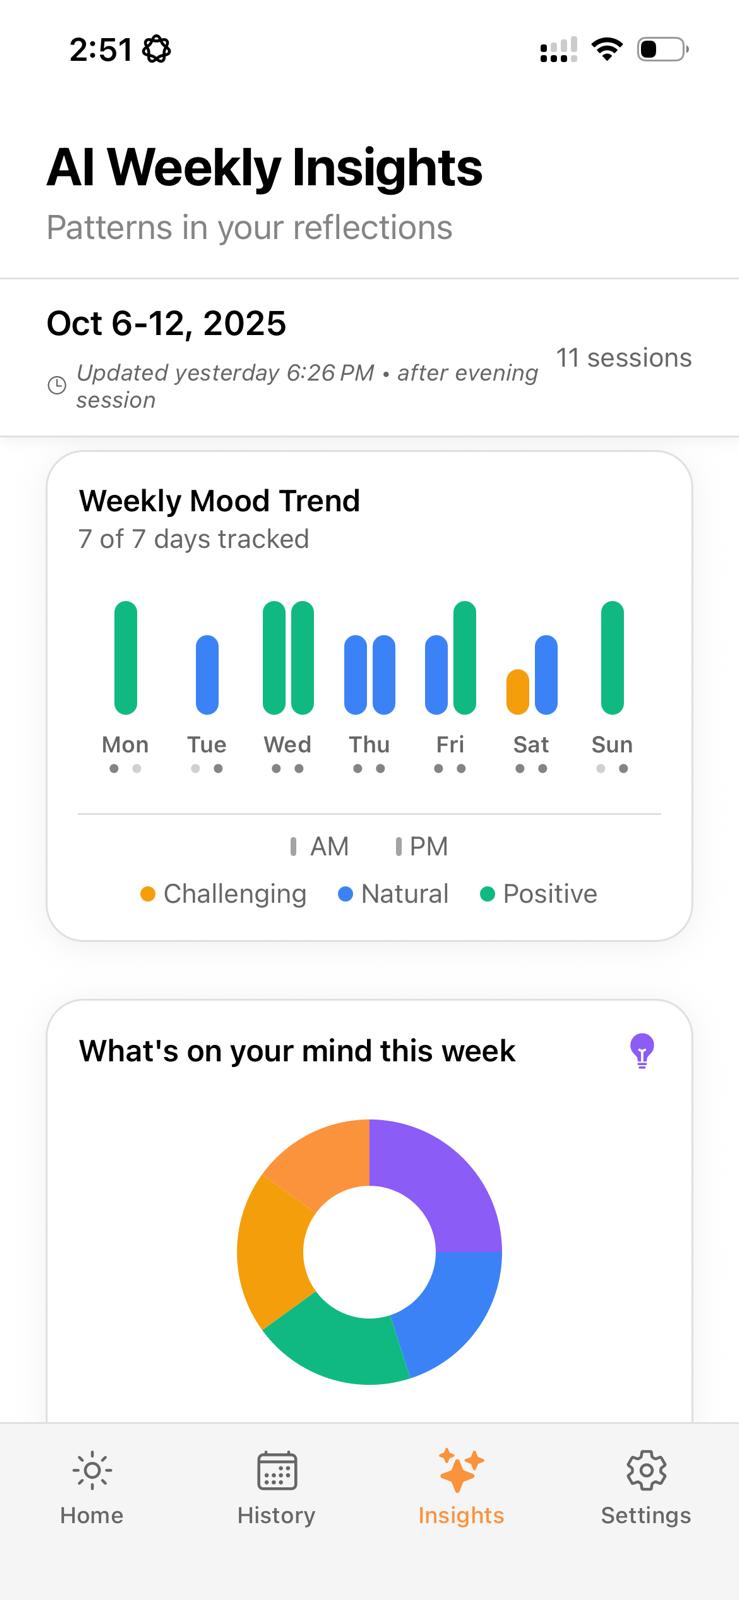 2:51
AI Weekly Insights
Patterns in your reflections
Oct 6-12, 2025
Updated yesterday 6:26 PM • after evening
session
11 sessions
Weekly Mood Trend
7 of 7 days tracked
Mon Tue Wed Thu Fri Sat Sun
AM PM
Challenging Natural Positive
What's on your mind this week
Home History Insights Settings